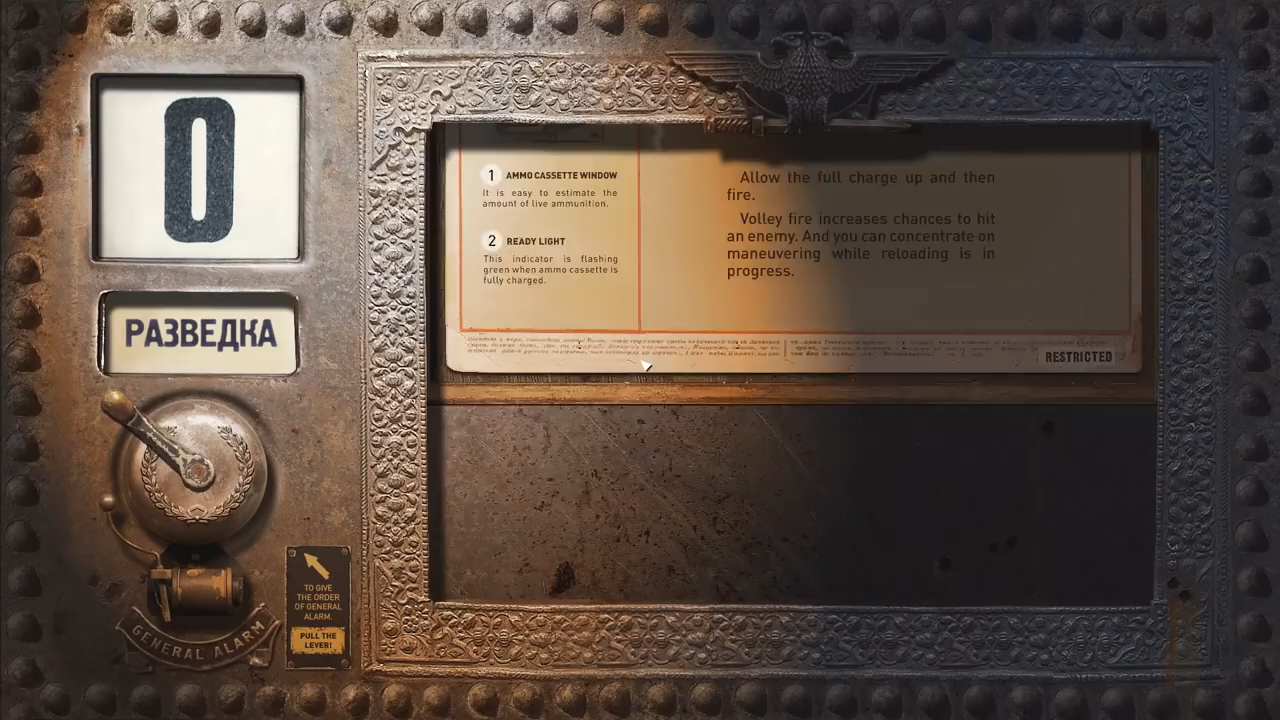 0
РАЗВЕДКА
TO GIVE
THE ORDER
OF GENERAL
ALARM.
PULL THE
LEVER!
GENERAL ALARM
1 AMMO CASSETTE WINDOW
It is easy to estimate the
amount of live ammunition.
2 READY LIGHT
This indicator is flashing
green when ammo cassette is
fully charged.
Allow the full charge up and then
fire.
Volley fire increases chances to hit
an enemy. And you can concentrate on
maneuvering while reloading is in
progress.
RESTRICTED